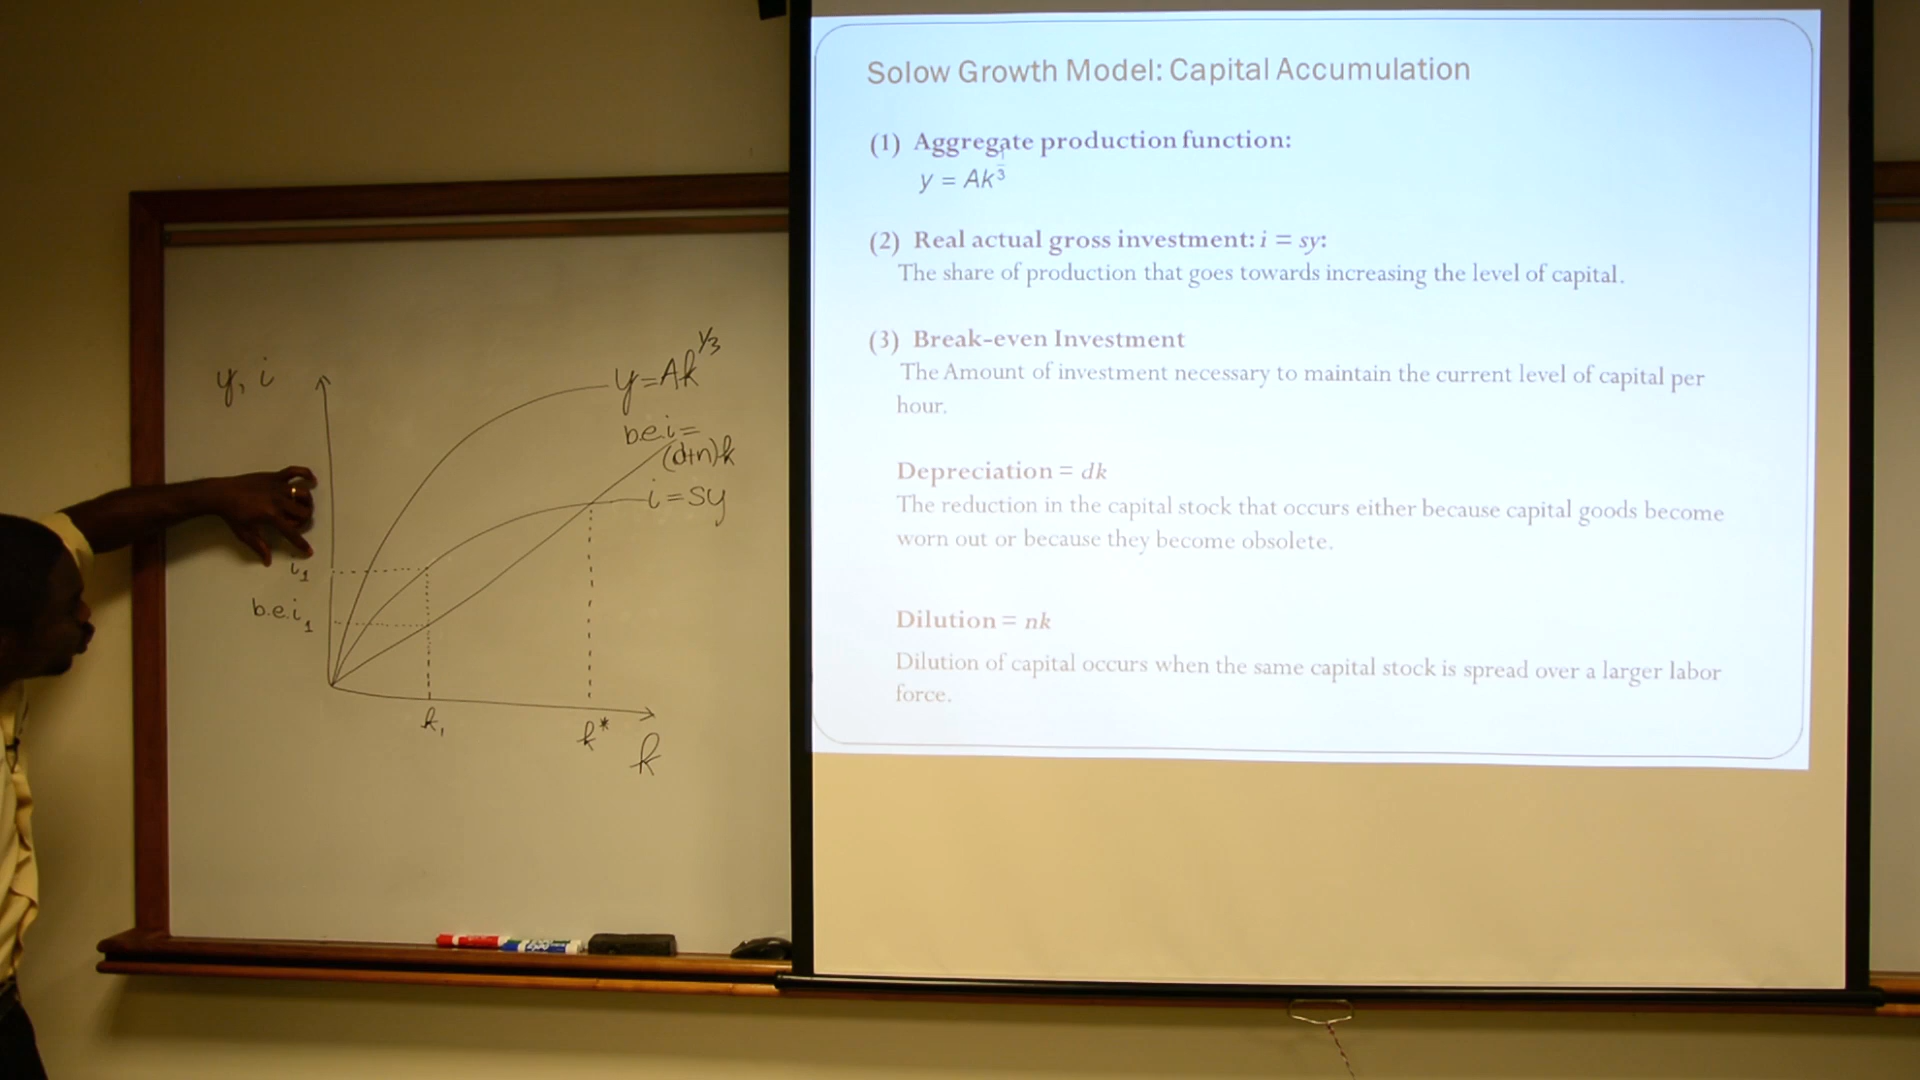 y, i
y=Ak^1/3
b.e.i=
(d+n)k
i=sy
i₁
b.e.i₁
k₁
k*
k
Solow Growth Model: Capital Accumulation
(1) Aggregate production function:
y = Ak^1/3
(2) Real actual gross investment: i = sy:
The share of production that goes towards increasing the level of capital.
(3) Break-even Investment
The Amount of investment necessary to maintain the current level of capital per
hour.
Depreciation = dk
The reduction in the capital stock that occurs either because capital goods become
worn out or because they become obsolete.
Dilution = nk
Dilution of capital occurs when the same capital stock is spread over a larger labor
force.